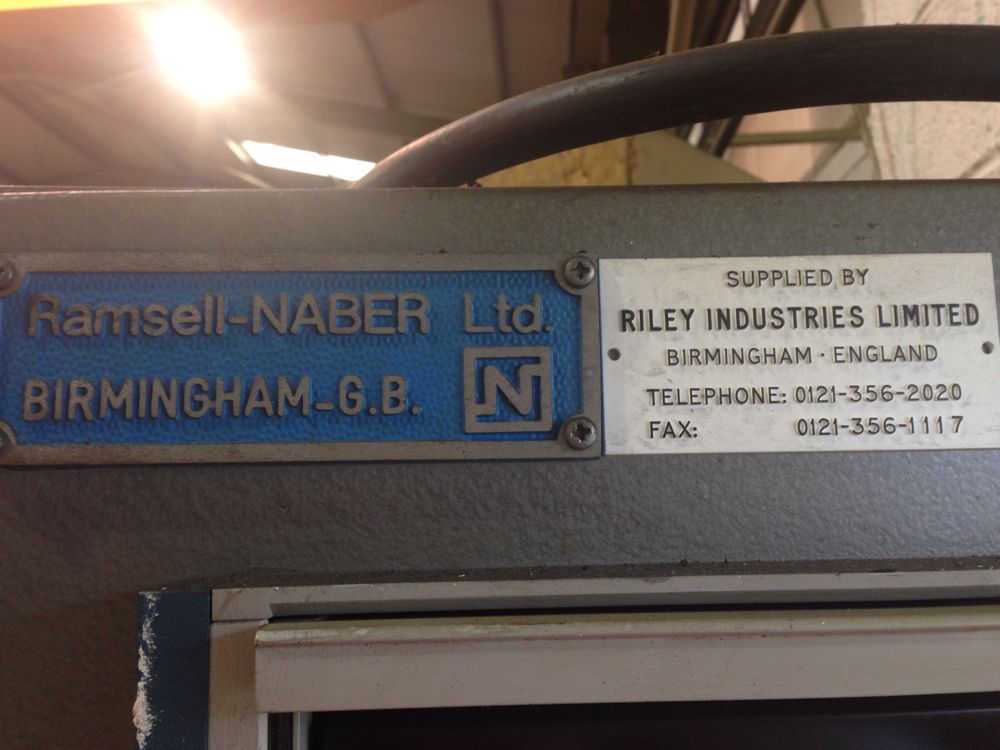 Ramsell-NABER Ltd.
BIRMINGHAM-G.B.
N
SUPPLIED BY
RILEY INDUSTRIES LIMITED
BIRMINGHAM · ENGLAND
TELEPHONE: 0121-356-2020
FAX: 0121-356-1117